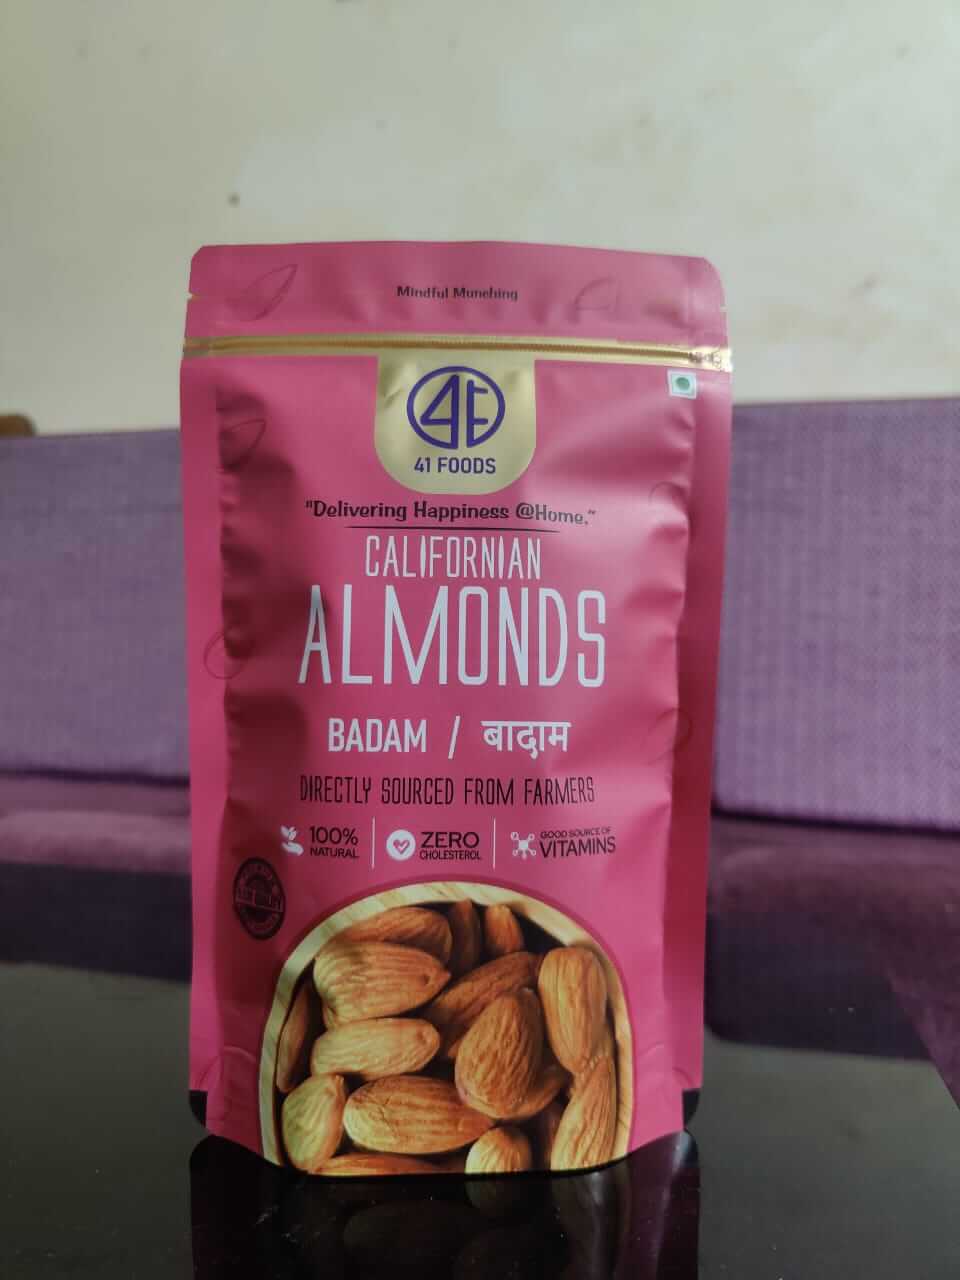 Mindful Munching
41 FOODS
"Delivering Happiness @Home."
CALIFORNIAN
ALMONDS
BADAM / बादाम
DIRECTLY SOURCED FROM FARMERS
100%
NATURAL
ZERO
CHOLESTEROL
GOOD SOURCE OF
VITAMINS